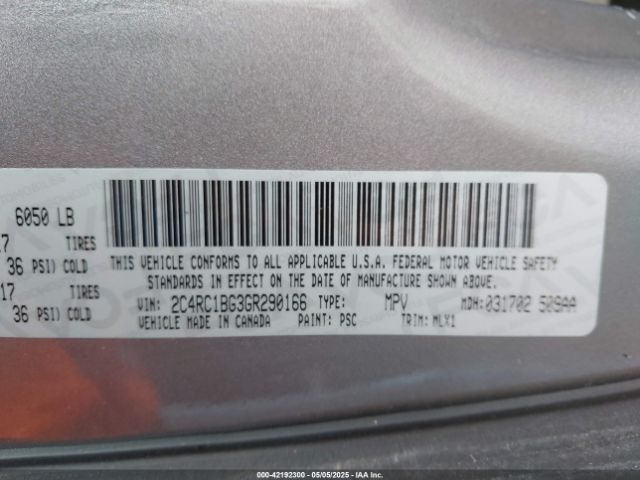 6050 LB
TIRES
36 PSI) COLD
17 TIRES
36 PSI) COLD
THIS VEHICLE CONFORMS TO ALL APPLICABLE U.S.A. FEDERAL MOTOR VEHICLE SAFETY
STANDARDS IN EFFECT ON THE DATE OF MANUFACTURE SHOWN ABOVE.
VIN: 2C4RC1BG3GR290166 TYPE: MPV MDH: 031702 509AA
VEHICLE MADE IN CANADA PAINT: PSC TRIM: MLX1
000-42192300 - 05/05/2025 - IAAI Inc.